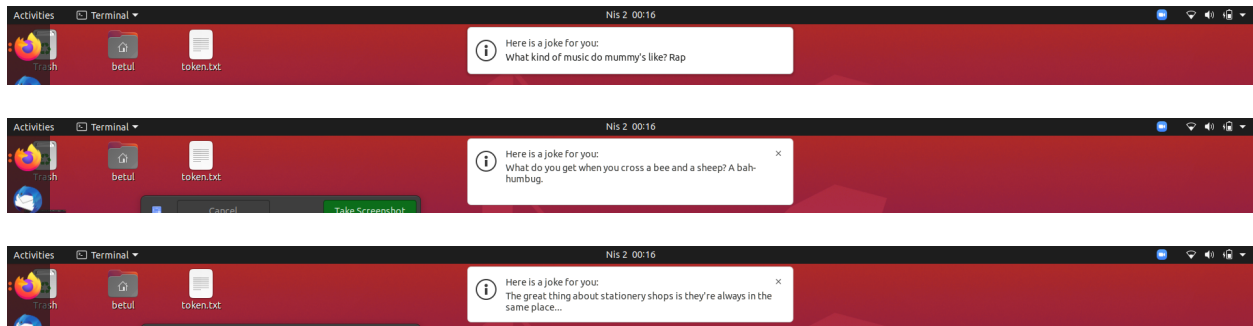 Activities Terminal Nis 2 00:16
Here is a joke for you:
What kind of music do mummy's like? Rap
Trash betul token.txt
Activities Terminal Nis 2 00:16
Here is a joke for you:
What do you get when you cross a bee and a sheep? A bah-
humbug.
Trash betul token.txt
Cancel Take Screenshot
Activities Terminal Nis 2 00:16
Here is a joke for you:
The great thing about stationery shops is they're always in the
same place...
Trash betul token.txt